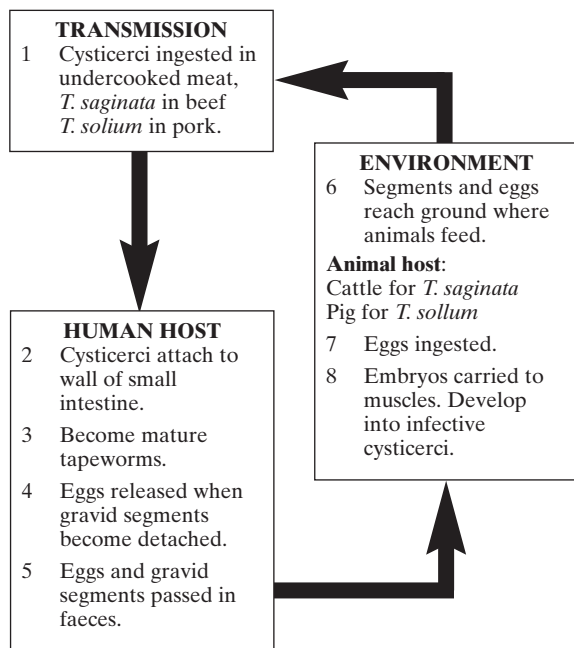 TRANSMISSION
1 Cysticerci ingested in
undercooked meat,
T. saginata in beef
T. solium in pork.
HUMAN HOST
2 Cysticerci attach to
wall of small
intestine.
3 Become mature
tapeworms.
4 Eggs released when
gravid segments
become detached.
5 Eggs and gravid
segments passed in
faeces.
ENVIRONMENT
6 Segments and eggs
reach ground where
animals feed.
Animal host:
Cattle for T. saginata
Pig for T. sollum
7 Eggs ingested.
8 Embryos carried to
muscles. Develop
into infective
cysticerci.